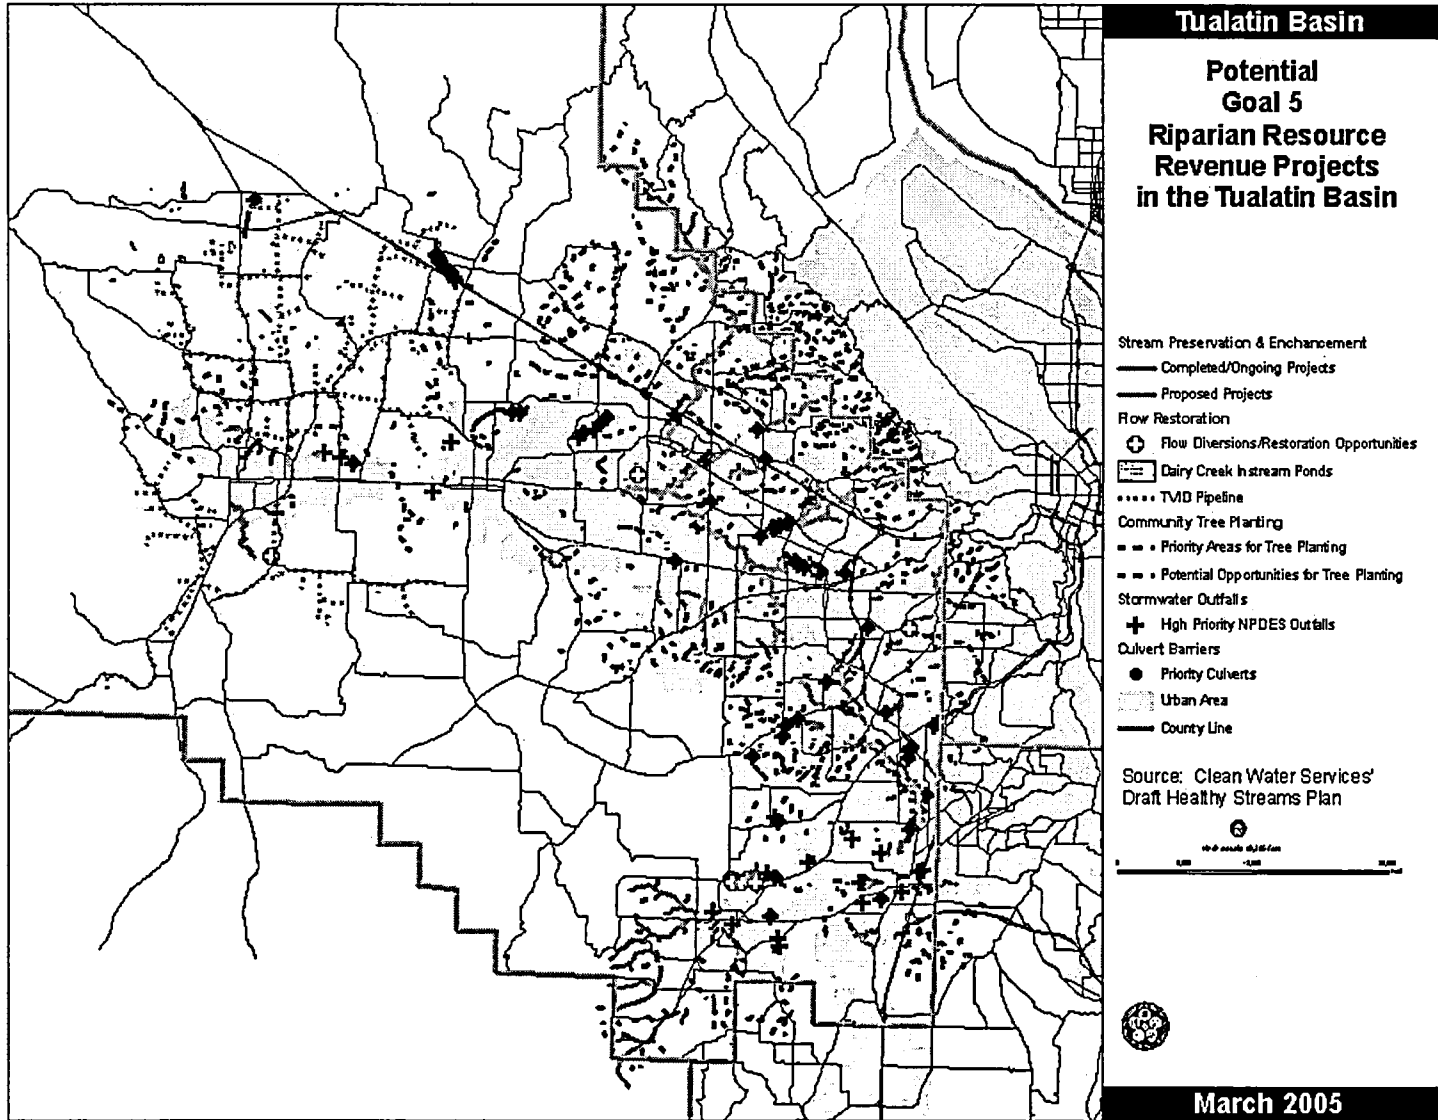 Tualatin Basin
Potential
Goal 5
Riparian Resource
Revenue Projects
in the Tualatin Basin
Stream Preservation & Enchancement
Completed/Ongoing Projects
Proposed Projects
Flow Restoration
Flow Diversions/Restoration Opportunities
Dairy Creek Instream Ponds
TVID Pipeline
Community Tree Planting
Priority Areas for Tree Planting
Potential Opportunities for Tree Planting
Stormwater Outfalls
High Priority NPDES Outfalls
Culvert Barriers
Priority Culverts
Urban Area
County Line
Source: Clean Water Services'
Draft Healthy Streams Plan
March 2005